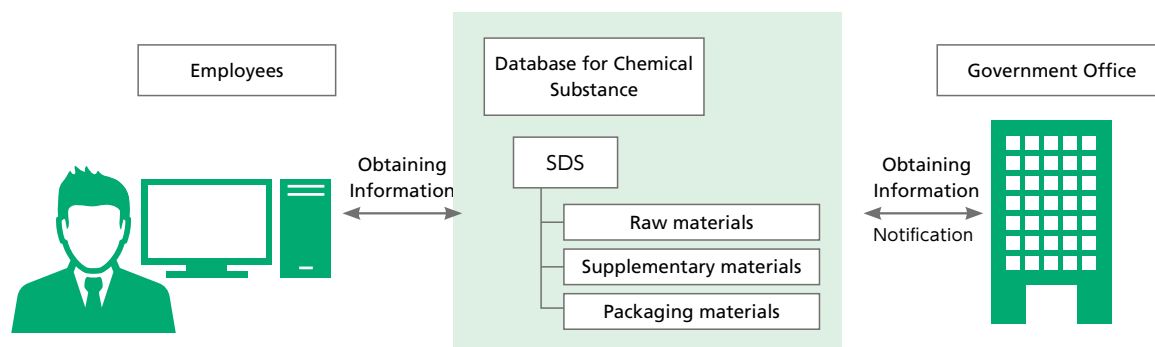 Employees
Database for Chemical
Substance
Government Office
Obtaining
Information
SDS
Raw materials
Supplementary materials
Packaging materials
Obtaining
Information
Notification